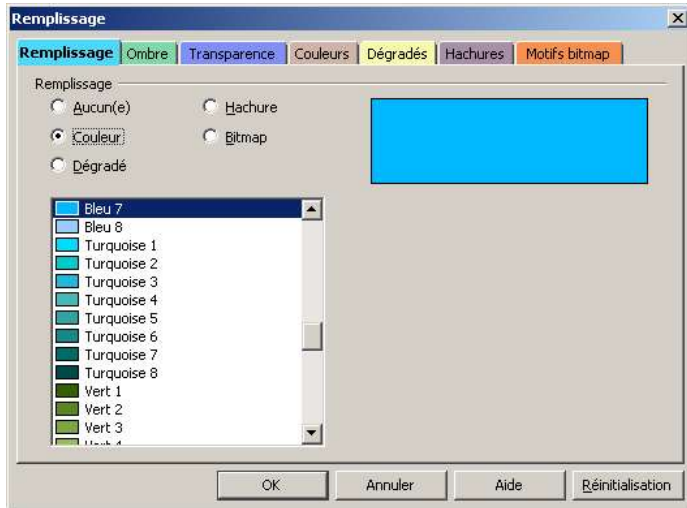 Remplissage
Remplissage Ombre Transparence Couleurs Dégradés Hachures Motifs bitmap
Remplissage
Aucun(e) Hachure
Couleur Bitmap
Dégradé
Bleu 7
Bleu 8
Turquoise 1
Turquoise 2
Turquoise 3
Turquoise 4
Turquoise 5
Turquoise 6
Turquoise 7
Turquoise 8
Vert 1
Vert 2
Vert 3
OK Annuler Aide Réinitialisation